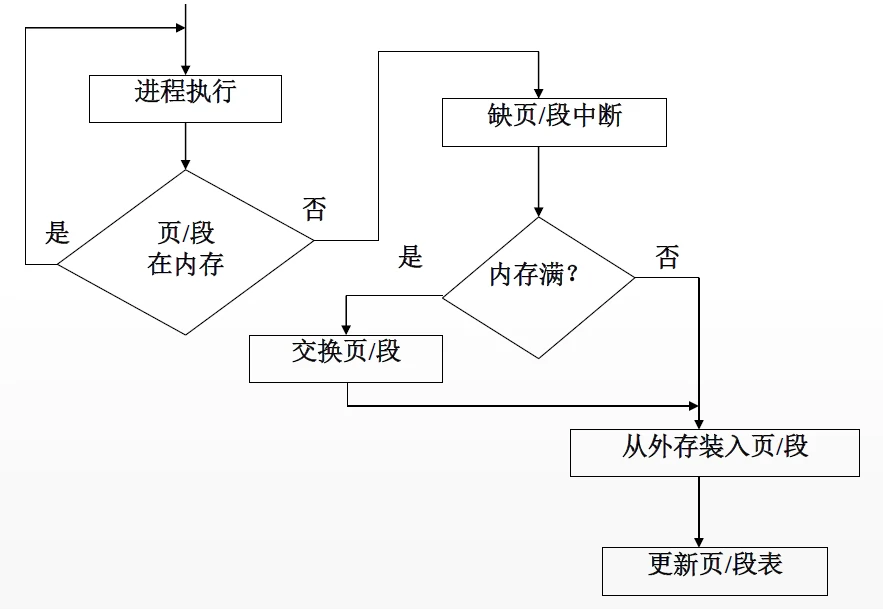 进程执行
缺页/段中断
否
是
页/段
在内存
是
否
内存满？
交换页/段
从外存装入页/段
更新页/段表